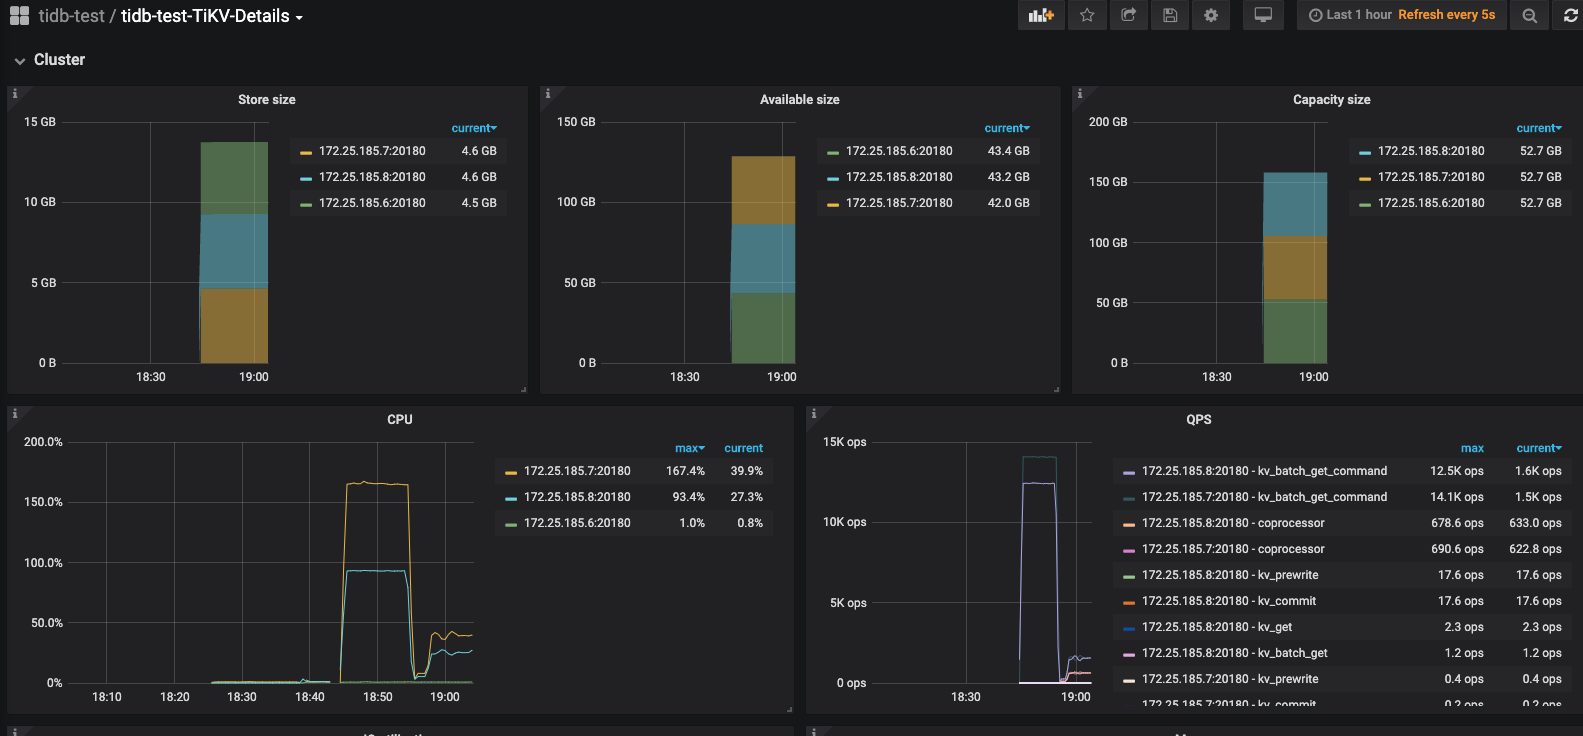 tidb-test / tidb-test-TiKV-Details
Last 1 hour Refresh every 5s
Cluster
Store size
15 GB
10 GB
5 GB
0 B
18:30 19:00
current
172.25.185.7:20180 4.6 GB
172.25.185.8:20180 4.6 GB
172.25.185.6:20180 4.5 GB
Available size
150 GB
100 GB
50 GB
0 B
18:30 19:00
current
172.25.185.6:20180 43.4 GB
172.25.185.8:20180 43.2 GB
172.25.185.7:20180 42.0 GB
Capacity size
200 GB
150 GB
100 GB
50 GB
0 B
18:30 19:00
current
172.25.185.8:20180 52.7 GB
172.25.185.7:20180 52.7 GB
172.25.185.6:20180 52.7 GB
CPU
200.0%
150.0%
100.0%
50.0%
0%
18:10 18:20 18:30 18:40 18:50 19:00
max current
172.25.185.7:20180 167.4% 39.9%
172.25.185.8:20180 93.4% 27.3%
172.25.185.6:20180 1.0% 0.8%
QPS
15K ops
10K ops
5K ops
0 ops
18:30 19:00
max current
172.25.185.8:20180 - kv_batch_get_command 12.5K ops 1.6K ops
172.25.185.7:20180 - kv_batch_get_command 14.1K ops 1.5K ops
172.25.185.8:20180 - coprocessor 678.6 ops 633.0 ops
172.25.185.7:20180 - coprocessor 690.6 ops 622.8 ops
172.25.185.8:20180 - kv_prewrite 17.6 ops 17.6 ops
172.25.185.8:20180 - kv_commit 17.6 ops 17.6 ops
172.25.185.8:20180 - kv_get 2.3 ops 2.3 ops
172.25.185.8:20180 - kv_batch_get 1.2 ops 1.2 ops
172.25.185.7:20180 - kv_prewrite 0.4 ops 0.4 ops
172.25.185.7:20180 - kv_commit 0.2 ops 0.2 ops